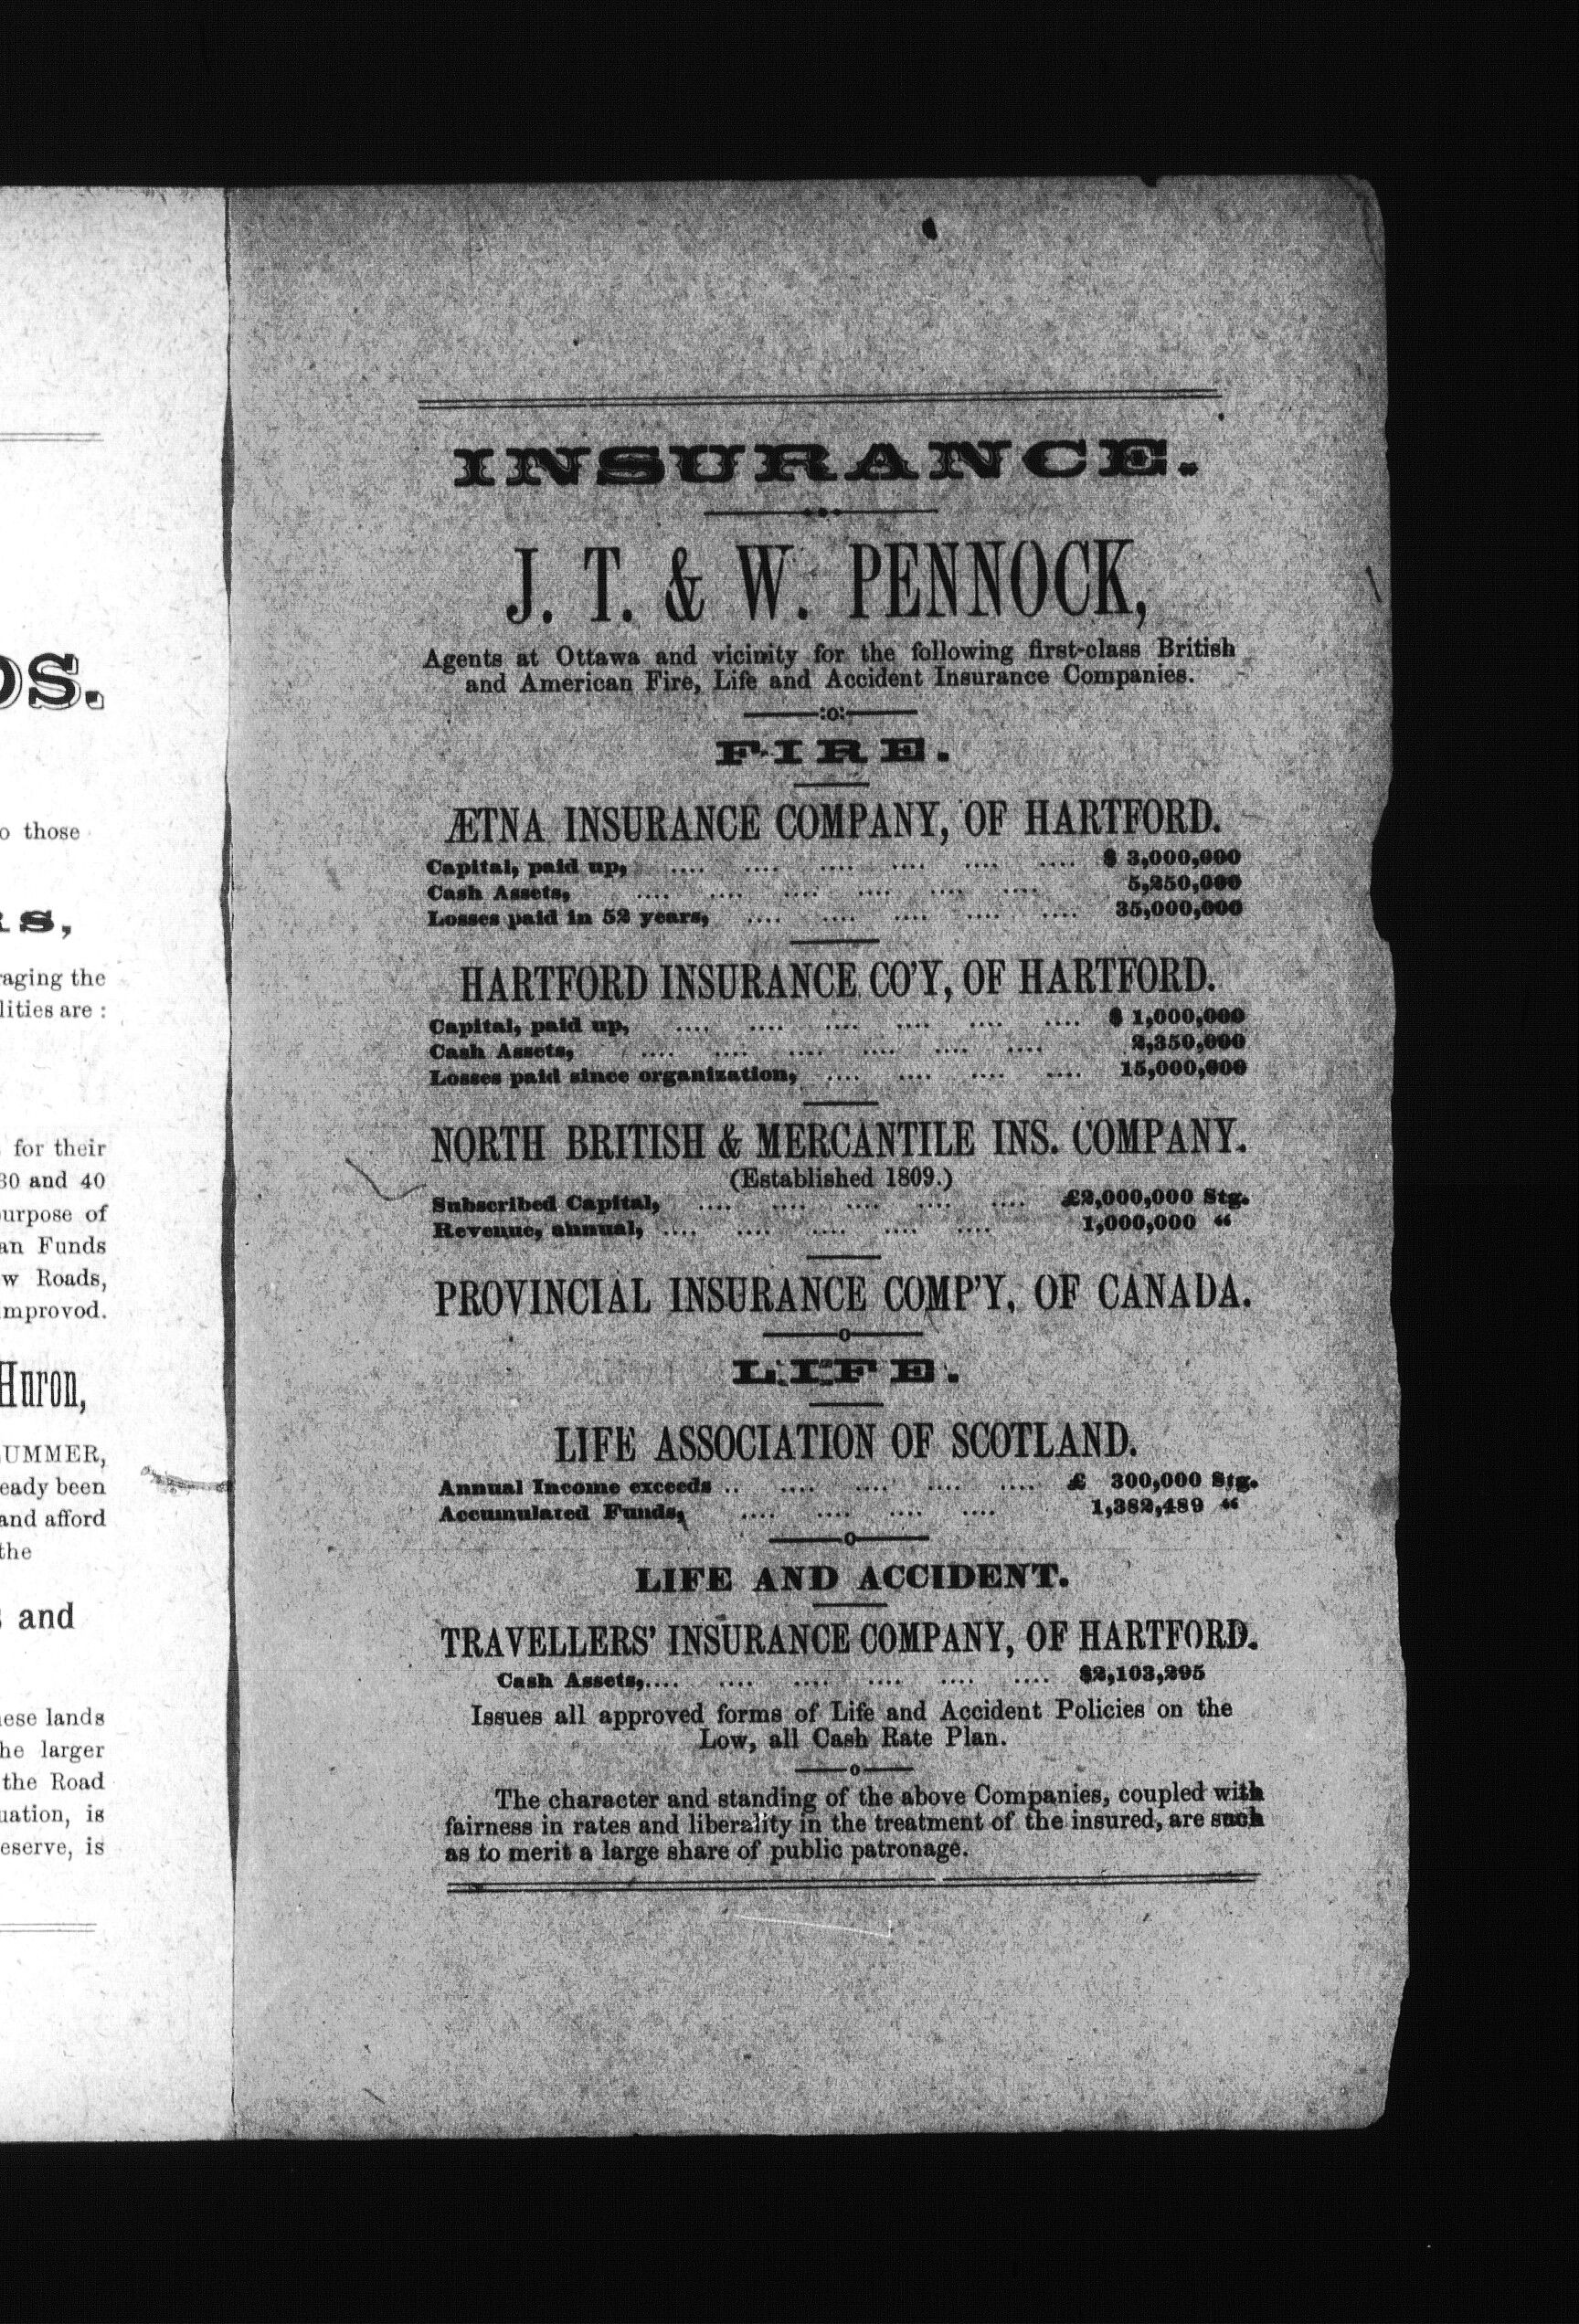 OS.
o those
RS,
raging the
lities are :
for their
30 and 40
urpose of
an Funds
w Roads,
improvod.
Hnron,
SUMMER,
eady been
and afford
the
s and
hese lands
he larger
the Road
uation, is
eserve, is
INSURANCE.
J. T. & W. PENNOCK,
Agents at Ottawa and vicinity for the following first-class British
and American Fire, Life and Accident Insurance Companies.
:o:
FIRE.
ÆTNA INSURANCE COMPANY, OF HARTFORD.
Capital, paid up, .... .... .... .... .... .... $ 3,000,000
Cash Assets, .... .... .... .... .... .... 5,250,000
Losses paid in 52 years, .... .... .... .... .... 35,000,000
HARTFORD INSURANCE CO'Y, OF HARTFORD.
Capital, paid up, .... .... .... .... .... .... $ 1,000,000
Cash Assets, .... .... .... .... .... .... 2,350,000
Losses paid since organization, .... .... .... .... 15,000,000
NORTH BRITISH & MERCANTILE INS. COMPANY.
(Established 1809.)
Subscribed Capital, .... .... .... .... .... £2,000,000 Stg.
Revenue, annual, .... .... .... .... .... 1,000,000 “
PROVINCIAL INSURANCE COMP'Y, OF CANADA.
o
LIFE.
LIFE ASSOCIATION OF SCOTLAND.
Annual Income exceeds .. .... .... .... .... £ 300,000 Stg.
Accumulated Funds, .... .... .... .... 1,382,489 “
o
LIFE AND ACCIDENT.
TRAVELLERS' INSURANCE COMPANY, OF HARTFORD.
Cash Assets,.... .... .... .... .... .... $2,103,295
Issues all approved forms of Life and Accident Policies on the
Low, all Cash Rate Plan.
o
The character and standing of the above Companies, coupled with
fairness in rates and liberality in the treatment of the insured, are such
as to merit a large share of public patronage.